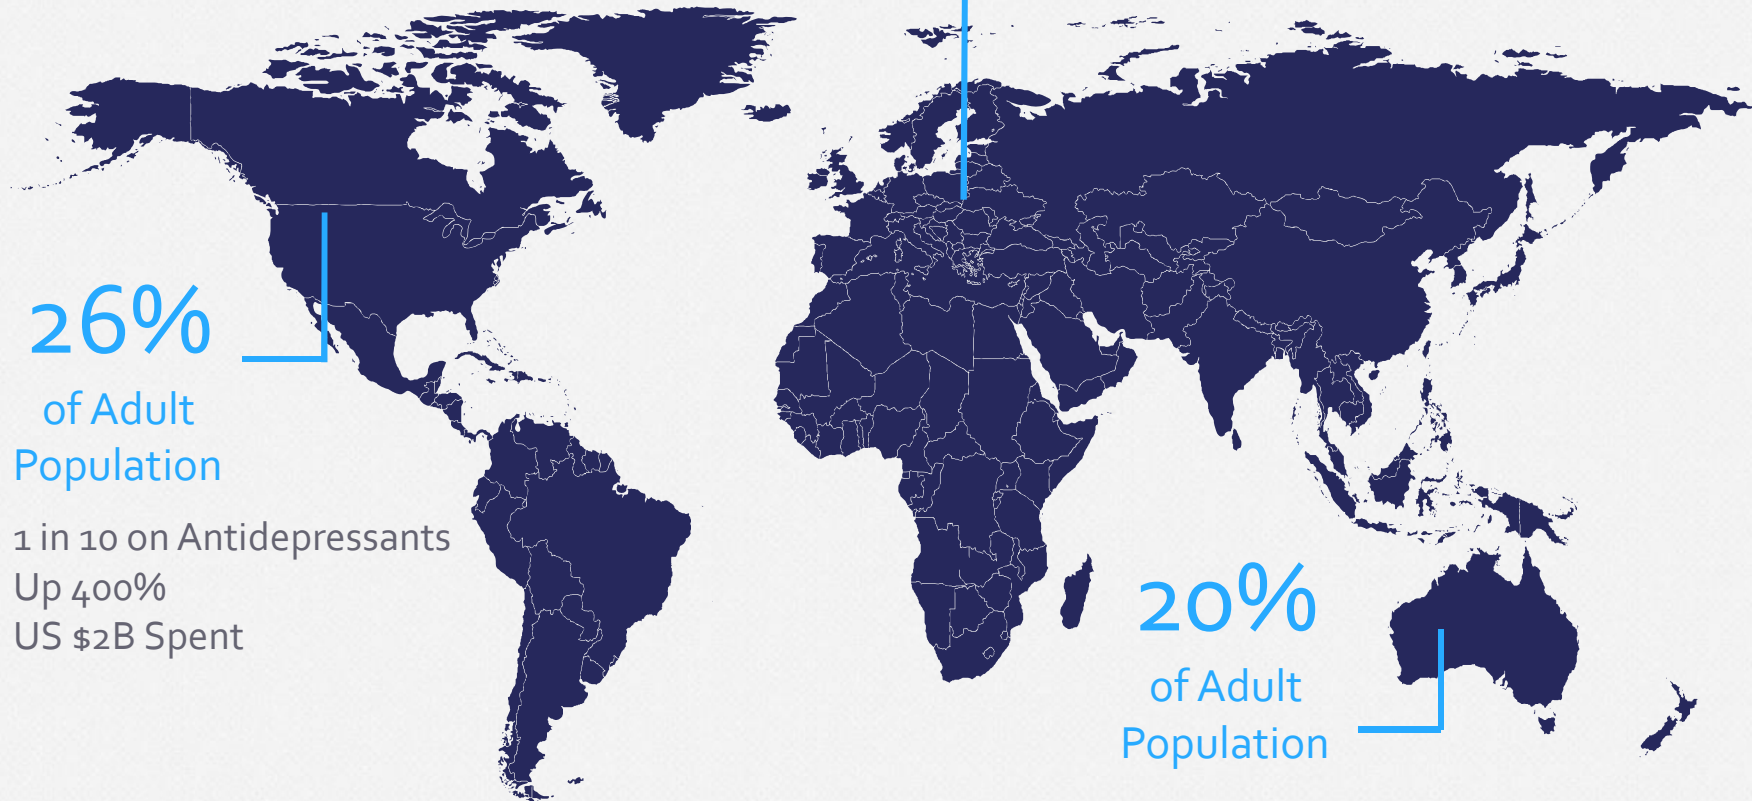 26%
of Adult
Population
1 in 10 on Antidepressants
Up 400%
US $2B Spent
20%
of Adult
Population